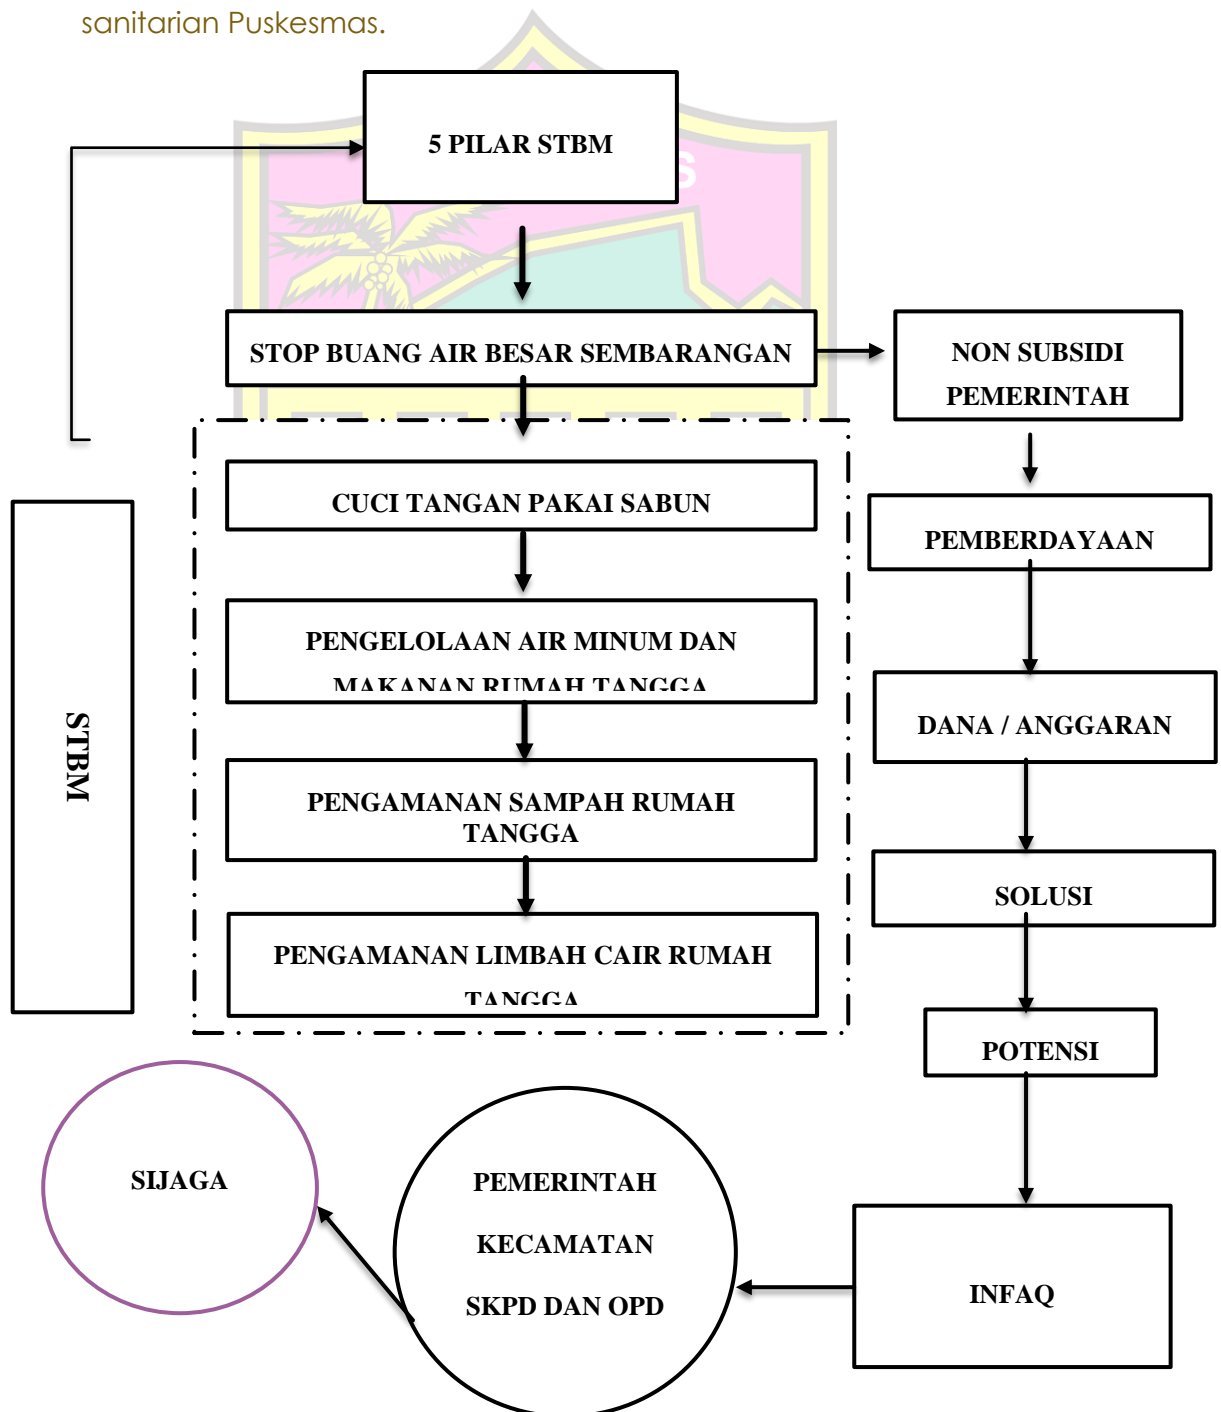 sanitarian Puskesmas.
5 PILAR STBM
S
STOP BUANG AIR BESAR SEMBARANGAN
NON SUBSIDI
PEMERINTAH
CUCI TANGAN PAKAI SABUN
PEMBERDAYAAN
PENGELOLAAN AIR MINUM DAN
MAKANAN RUMAH TANGGA
STBM
DANA / ANGGARAN
PENGAMANAN SAMPAH RUMAH
TANGGA
SOLUSI
PENGAMANAN LIMBAH CAIR RUMAH
TANGGA
POTENSI
SIJAGA
PEMERINTAH
KECAMATAN
SKPD DAN OPD
INFAQ